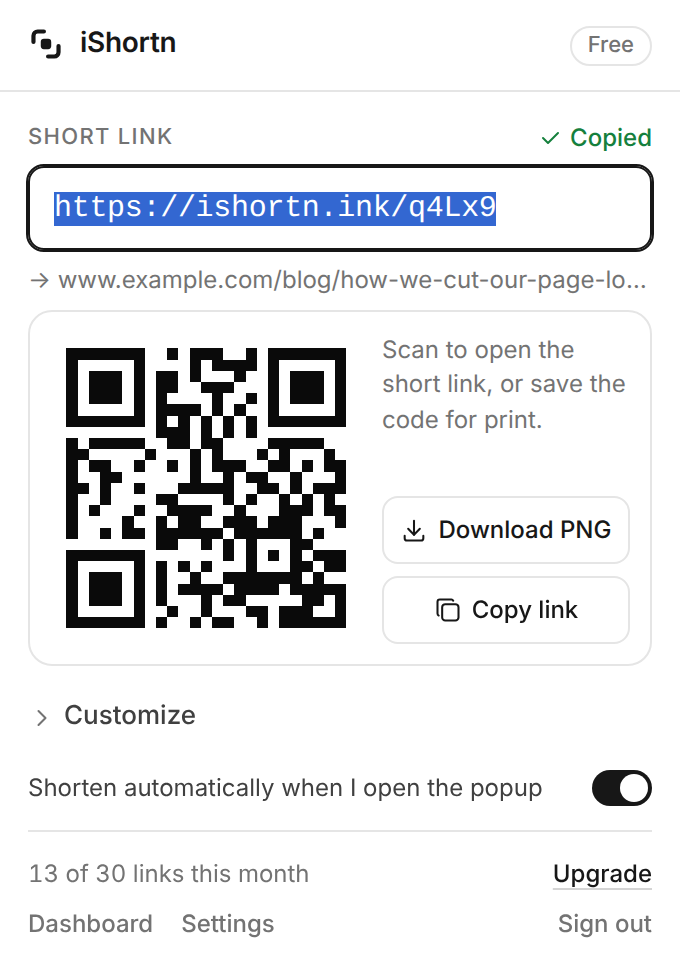 iShortn
Free
SHORT LINK
Copied
https://ishortn.ink/q4Lx9
→ www.example.com/blog/how-we-cut-our-page-lo...
Scan to open the
short link, or save the
code for print.
Download PNG
Copy link
Customize
Shorten automatically when I open the popup
13 of 30 links this month
Upgrade
Dashboard
Settings
Sign out